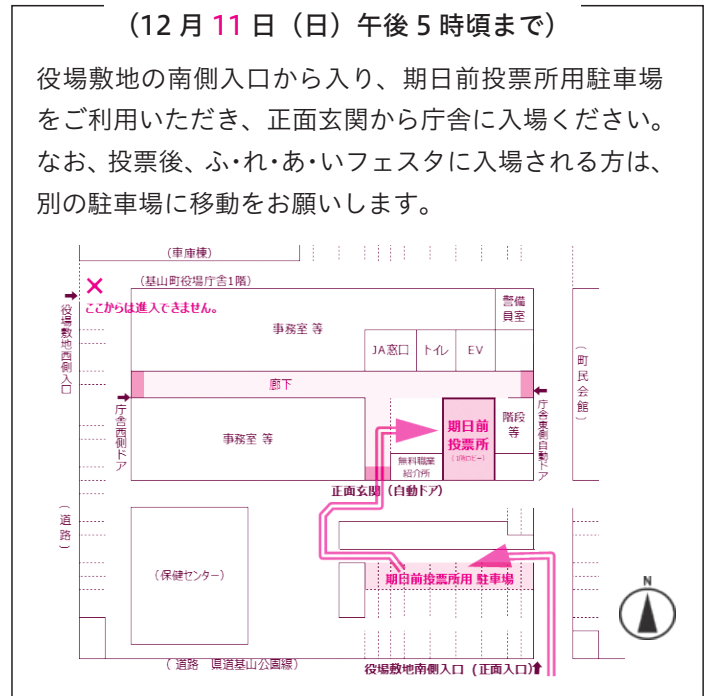 （12 月 11 日（日）午後 5 時頃まで）
役場敷地の南側入口から入り、期日前投票所用駐車場
をご利用いただき、正面玄関から庁舎に入場ください。
なお、投票後、ふ・れ・あ・いフェスタに入場される方は、
別の駐車場に移動をお願いします。
（車庫棟）
（基山町役場庁舎1階）
×
ここからは進入できません。
役場敷地西側入口
事務室 等
警備
員室
JA窓口
トイレ
EV
（町民会館）
廊下
庁舎西側ドア
事務室 等
期日前
投票所
（1階ロビー）
階段
等
庁舎東側自動ドア
無料職業
紹介所
正面玄関（自動ドア）
（道路）
（保健センター）
期日前投票所用 駐車場
N
（ 道路　県道基山公園線）
役場敷地南側入口（正面入口）